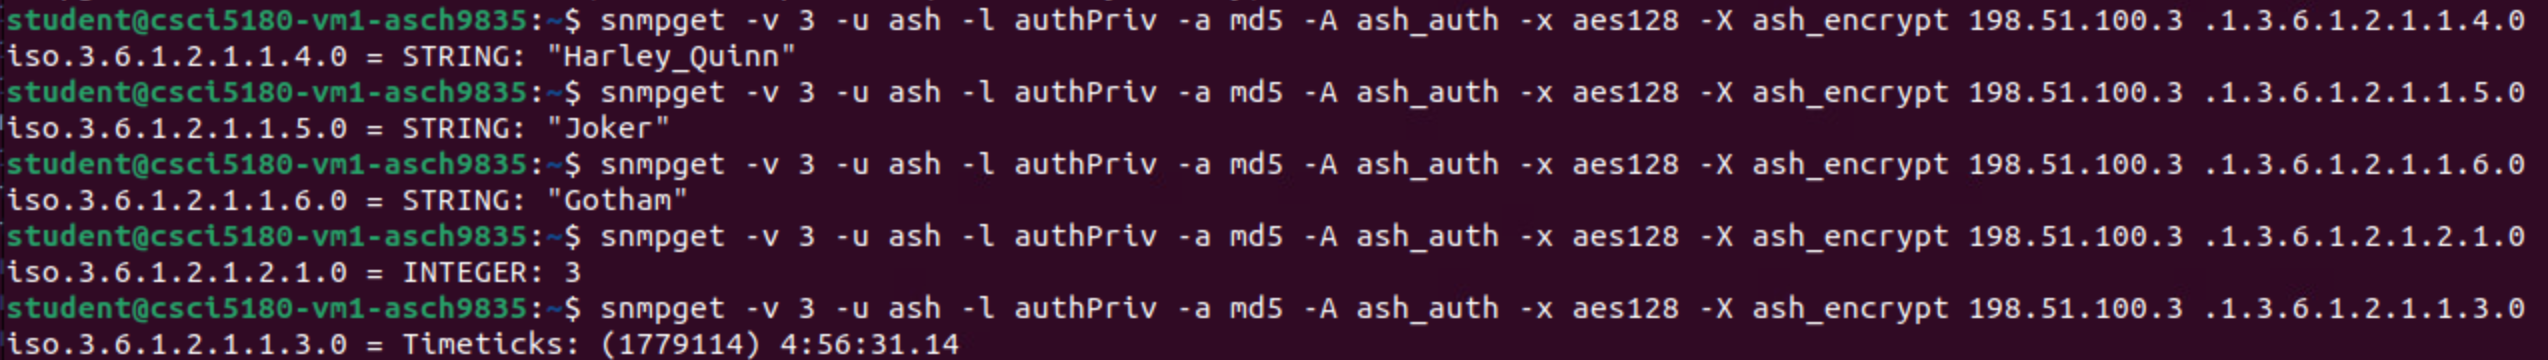 student@csci5180-vm1-asch9835:~$ snmpget -v 3 -u ash -l authPriv -a md5 -A ash_auth -x aes128 -X ash_encrypt 198.51.100.3 .1.3.6.1.2.1.1.4.0
iso.3.6.1.2.1.1.4.0 = STRING: "Harley_Quinn"
student@csci5180-vm1-asch9835:~$ snmpget -v 3 -u ash -l authPriv -a md5 -A ash_auth -x aes128 -X ash_encrypt 198.51.100.3 .1.3.6.1.2.1.1.5.0
iso.3.6.1.2.1.1.5.0 = STRING: "Joker"
student@csci5180-vm1-asch9835:~$ snmpget -v 3 -u ash -l authPriv -a md5 -A ash_auth -x aes128 -X ash_encrypt 198.51.100.3 .1.3.6.1.2.1.1.6.0
iso.3.6.1.2.1.1.6.0 = STRING: "Gotham"
student@csci5180-vm1-asch9835:~$ snmpget -v 3 -u ash -l authPriv -a md5 -A ash_auth -x aes128 -X ash_encrypt 198.51.100.3 .1.3.6.1.2.1.2.1.0
iso.3.6.1.2.1.2.1.0 = INTEGER: 3
student@csci5180-vm1-asch9835:~$ snmpget -v 3 -u ash -l authPriv -a md5 -A ash_auth -x aes128 -X ash_encrypt 198.51.100.3 .1.3.6.1.2.1.1.3.0
iso.3.6.1.2.1.1.3.0 = Timeticks: (1779114) 4:56:31.14